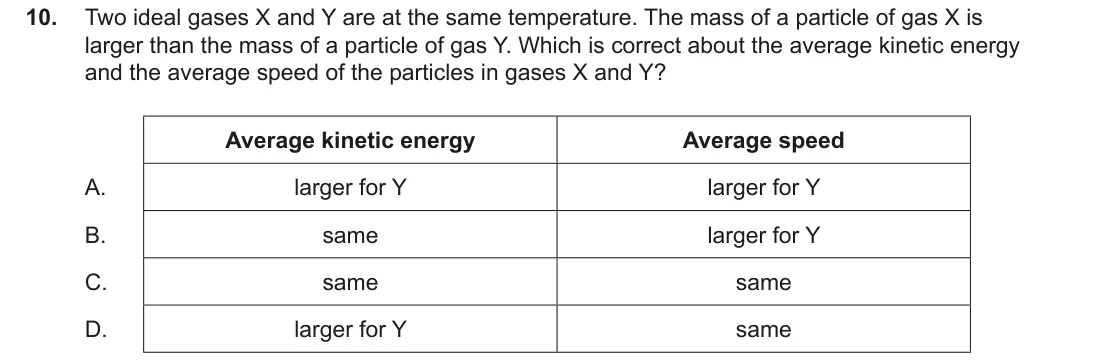 10. Two ideal gases X and Y are at the same temperature. The mass of a particle of gas X is
larger than the mass of a particle of gas Y. Which is correct about the average kinetic energy
and the average speed of the particles in gases X and Y?
Average kinetic energy Average speed
A. larger for Y larger for Y
B. same larger for Y
C. same same
D. larger for Y same